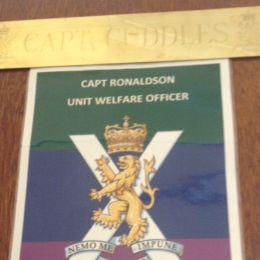 CAPT. CUDDLES
CAPT RONALDSON
UNIT WELFARE OFFICER
NEMO ME IMPUNE